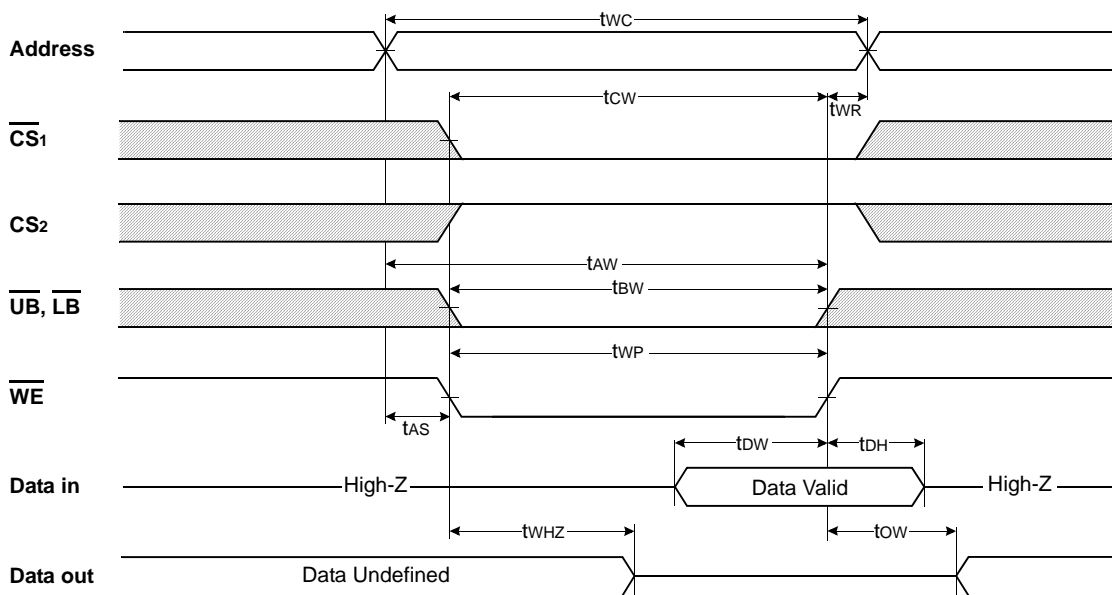 tWC
Address
tCW
tWR
CS1
CS2
tAW
UB, LB
tBW
tWP
WE
tAS
tDW
tDH
Data in
High-Z
Data Valid
High-Z
tWHZ
tOW
Data out
Data Undefined